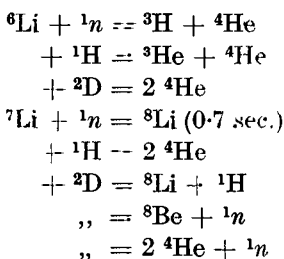 ⁶Li + ¹n = ³H + ⁴He
+ ¹H = ³He + ⁴He
+ ²D = 2 ⁴He
⁷Li + ¹n = ⁸Li (0·7 sec.)
+ ¹H - 2 ⁴He
+ ²D = ⁸Li + ¹H
,, = ⁸Be + ¹n
,, = 2 ⁴He + ¹n